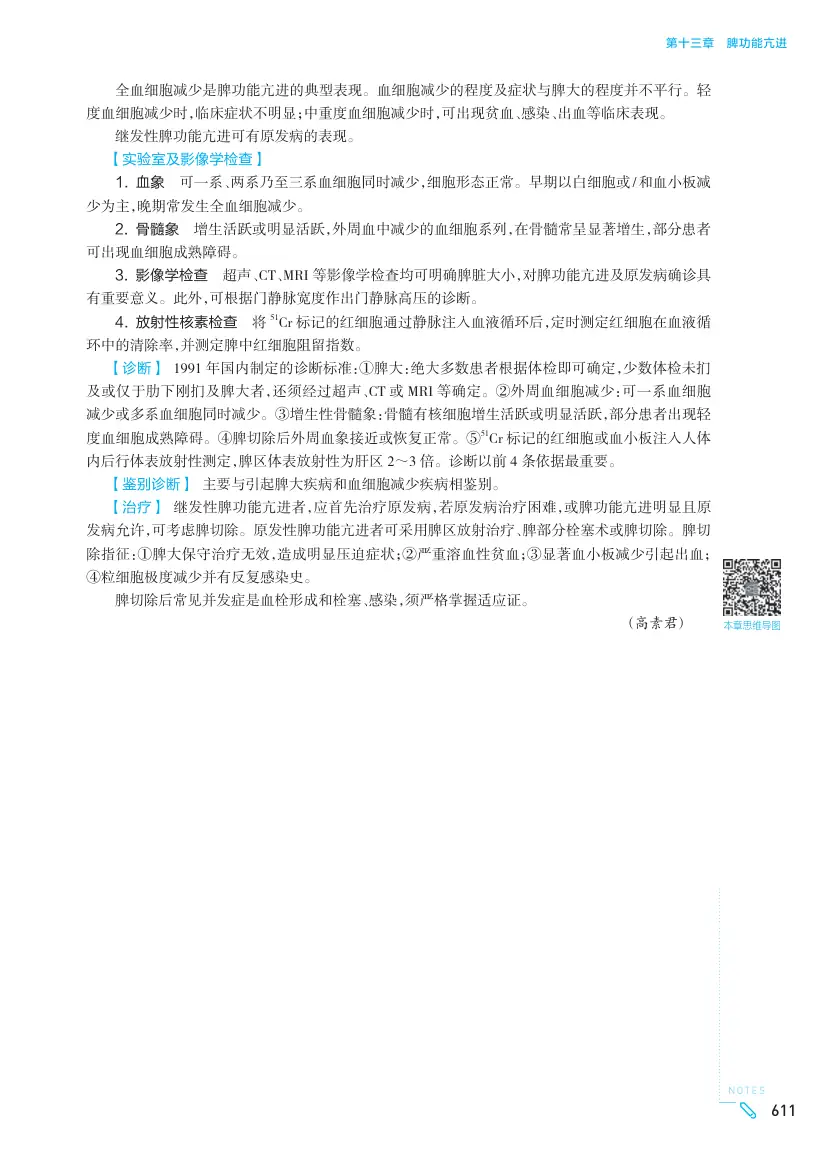 第十三章　脾功能亢进
全血细胞减少是脾功能亢进的典型表现。血细胞减少的程度及症状与脾大的程度并不平行。轻
度血细胞减少时,临床症状不明显;中重度血细胞减少时,可出现贫血、感染、出血等临床表现。
继发性脾功能亢进可有原发病的表现。
【实验室及影像学检查】
1. 血象　可一系、两系乃至三系血细胞同时减少,细胞形态正常。早期以白细胞或/和血小板减
少为主,晚期常发生全血细胞减少。
2. 骨髓象　增生活跃或明显活跃,外周血中减少的血细胞系列,在骨髓常呈显著增生,部分患者
可出现血细胞成熟障碍。
3. 影像学检查　超声、CT、MRI 等影像学检查均可明确脾脏大小,对脾功能亢进及原发病确诊具
有重要意义。此外,可根据门静脉宽度作出门静脉高压的诊断。
4. 放射性核素检查　将 ⁵¹Cr 标记的红细胞通过静脉注入血液循环后,定时测定红细胞在血液循
环中的清除率,并测定脾中红细胞阻留指数。
【诊断】 1991 年国内制定的诊断标准:①脾大:绝大多数患者根据体检即可确定,少数体检未扪
及或仅于肋下刚扪及脾大者,还须经过超声、CT 或 MRI 等确定。②外周血细胞减少:可一系血细胞
减少或多系血细胞同时减少。③增生性骨髓象:骨髓有核细胞增生活跃或明显活跃,部分患者出现轻
度血细胞成熟障碍。④脾切除后外周血象接近或恢复正常。⑤⁵¹Cr 标记的红细胞或血小板注入人体
内后行体表放射性测定,脾区体表放射性为肝区 2～3 倍。诊断以前 4 条依据最重要。
【鉴别诊断】 主要与引起脾大疾病和血细胞减少疾病相鉴别。
【治疗】 继发性脾功能亢进者,应首先治疗原发病,若原发病治疗困难,或脾功能亢进明显且原
发病允许,可考虑脾切除。原发性脾功能亢进者可采用脾区放射治疗、脾部分栓塞术或脾切除。脾切
除指征:①脾大保守治疗无效,造成明显压迫症状;②严重溶血性贫血;③显著血小板减少引起出血;
④粒细胞极度减少并有反复感染史。
脾切除后常见并发症是血栓形成和栓塞、感染,须严格掌握适应证。
(高素君)
本章思维导图
NOTES
611